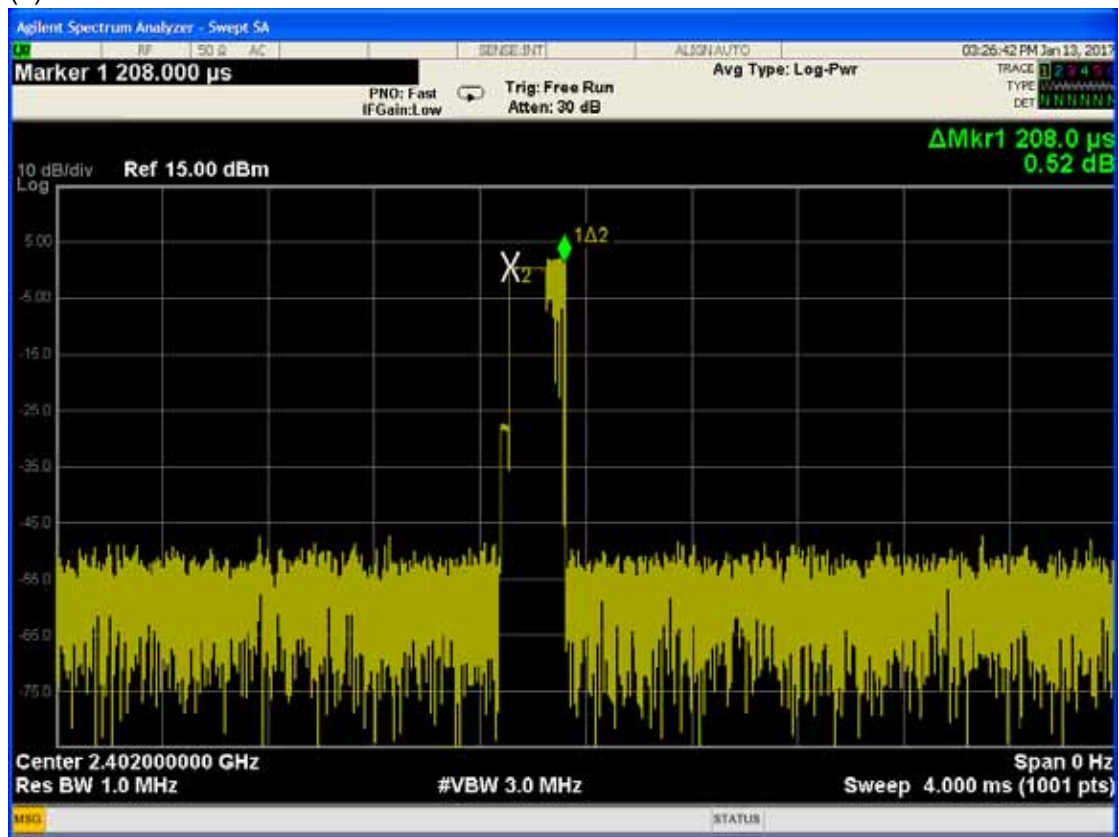 Agilent Spectrum Analyzer - Swept SA
RF 50 Ω AC SENSE:INT ALIGN AUTO 03:26:42 PM Jan 13, 2017
Marker 1 208.000 µs
Avg Type: Log-Pwr
TRACE 1 2 3 4 5
PNO: Fast Trig: Free Run
TYPE
IFGain:Low Atten: 30 dB
DET N N N N N
ΔMkr1 208.0 µs
0.52 dB
10 dB/div Ref 15.00 dBm
Log
1Δ2
5.00
X2
-5.00
-15.0
-25.0
-35.0
-45.0
-55.0
-65.0
-75.0
Center 2.402000000 GHz Span 0 Hz
Res BW 1.0 MHz #VBW 3.0 MHz Sweep 4.000 ms (1001 pts)
MSG STATUS